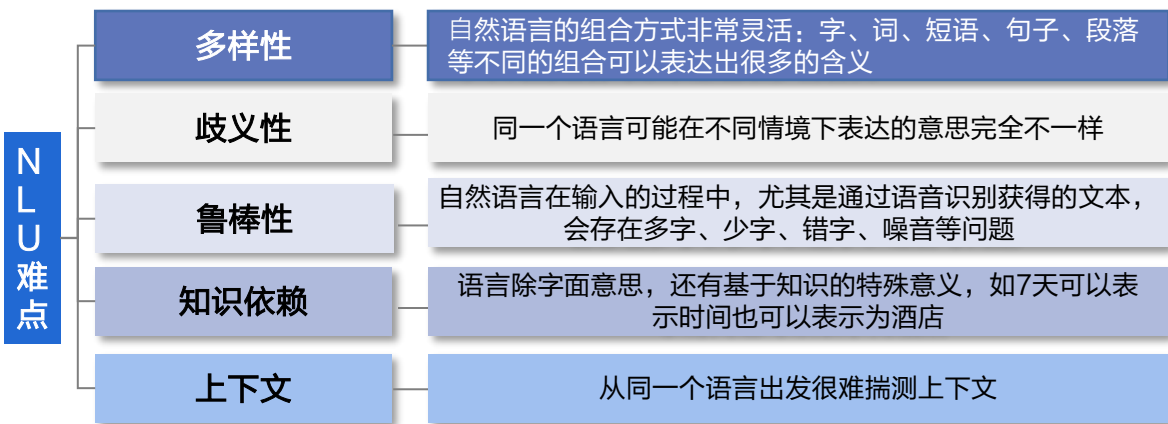 NLU难点
多样性
自然语言的组合方式非常灵活：字、词、短语、句子、段落
等不同的组合可以表达出很多的含义
歧义性
同一个语言可能在不同情境下表达的意思完全不一样
鲁棒性
自然语言在输入的过程中，尤其是通过语音识别获得的文本，
会存在多字、少字、错字、噪音等问题
知识依赖
语言除字面意思，还有基于知识的特殊意义，如7天可以表
示时间也可以表示为酒店
上下文
从同一个语言出发很难揣测上下文